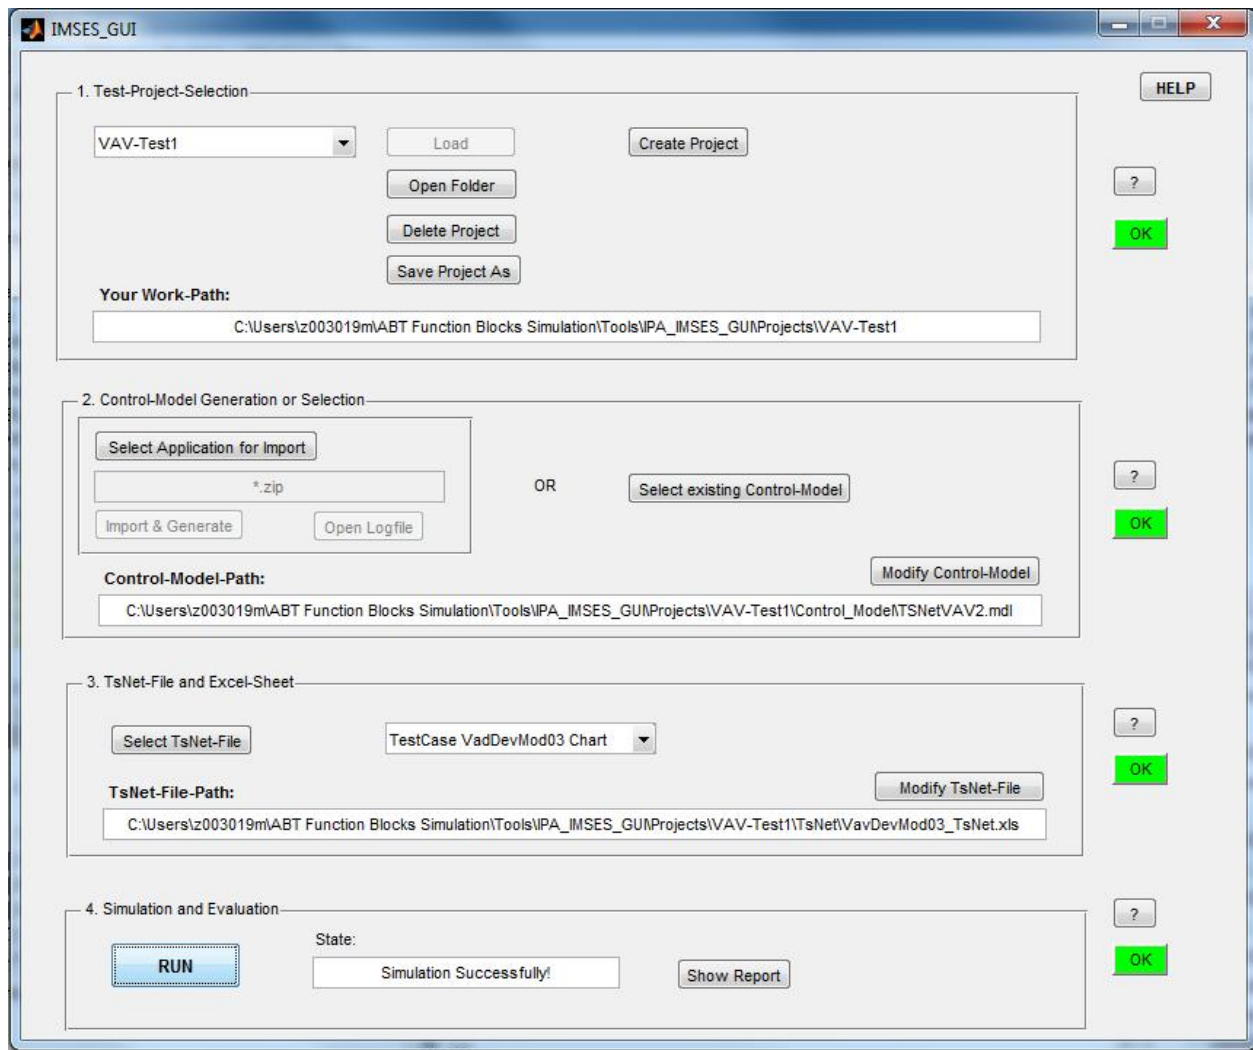 IMSES_GUI
1. Test-Project-Selection
HELP
VAV-Test1
Load
Create Project
Open Folder
?
Delete Project
OK
Save Project As
Your Work-Path:
C:\Users\z003019m\ABT Function Blocks Simulation\Tools\IPA_IMSES_GUI\Projects\VAV-Test1
2. Control-Model Generation or Selection
Select Application for Import
*.zip
OR
Select existing Control-Model
?
Import & Generate
Open Logfile
OK
Control-Model-Path:
Modify Control-Model
C:\Users\z003019m\ABT Function Blocks Simulation\Tools\IPA_IMSES_GUI\Projects\VAV-Test1\Control_Model\TSNetVAV2.mdl
3. TsNet-File and Excel-Sheet
Select TsNet-File
TestCase VadDevMod03 Chart
?
OK
TsNet-File-Path:
Modify TsNet-File
C:\Users\z003019m\ABT Function Blocks Simulation\Tools\IPA_IMSES_GUI\Projects\VAV-Test1\TsNet\VavDevMod03_TsNet.xls
4. Simulation and Evaluation
?
State:
RUN
Simulation Successfully!
Show Report
OK